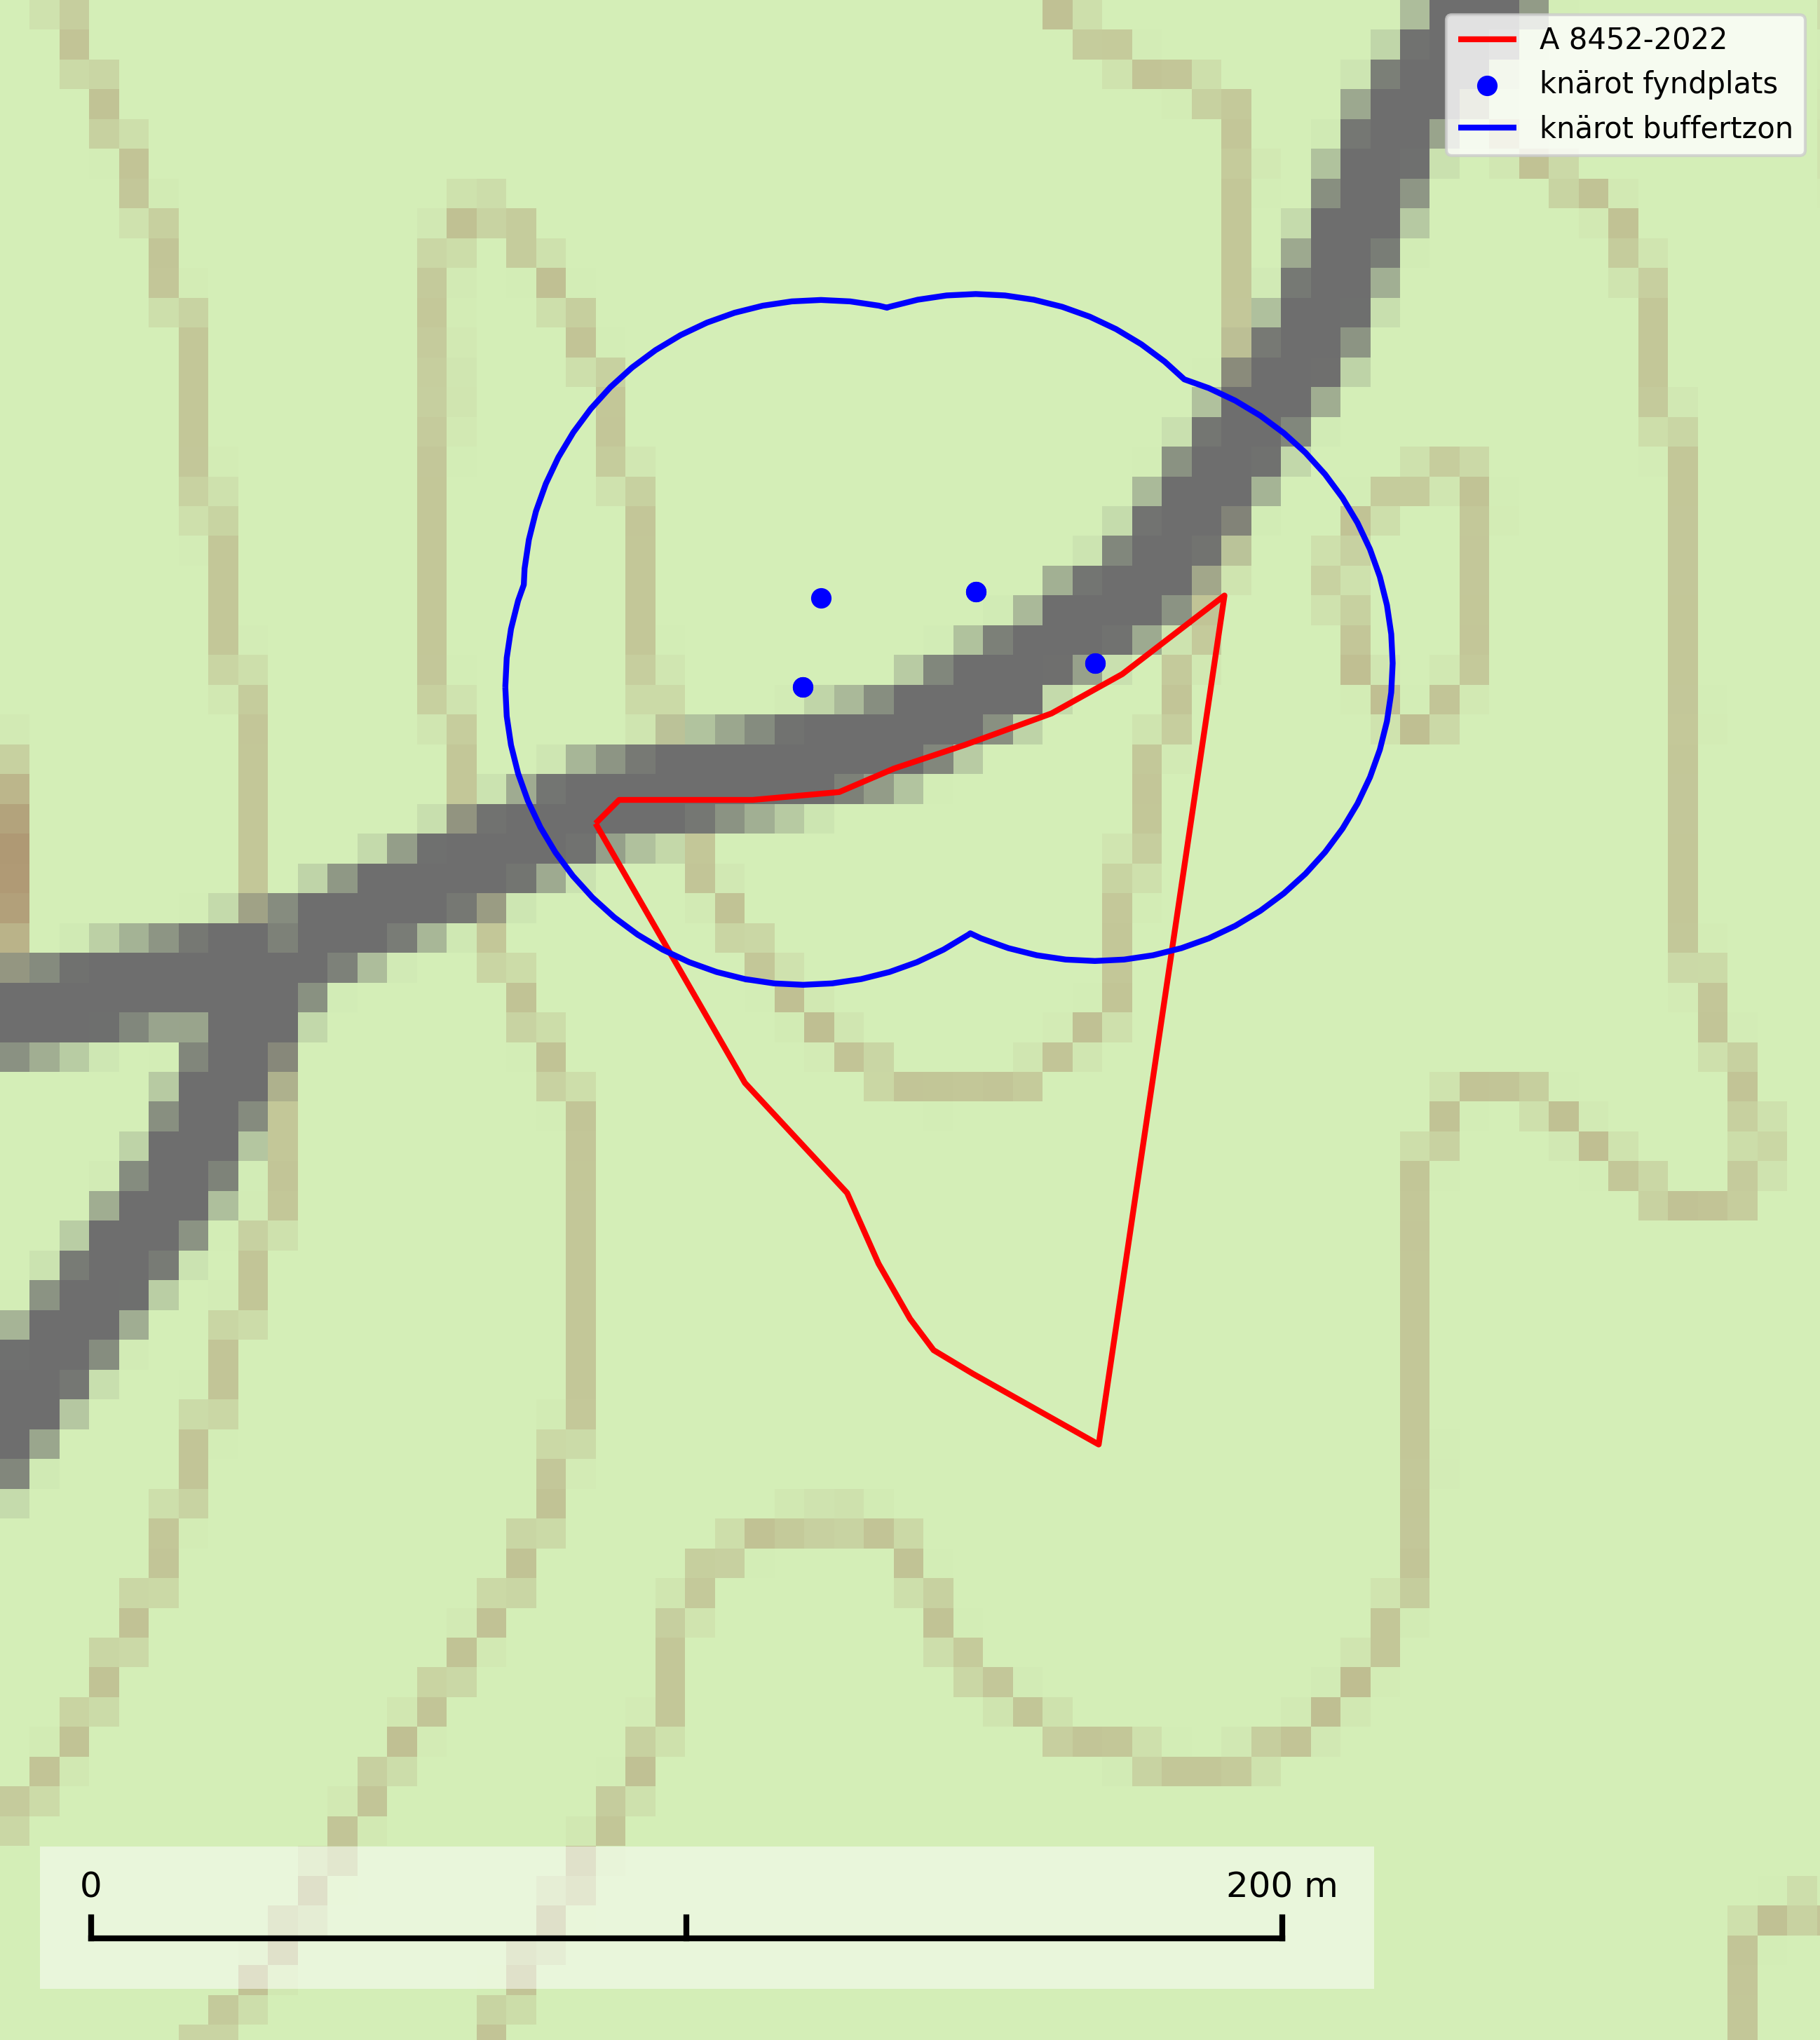 A 8452-2022
knärot fyndplats
knärot buffertzon
0
200 m